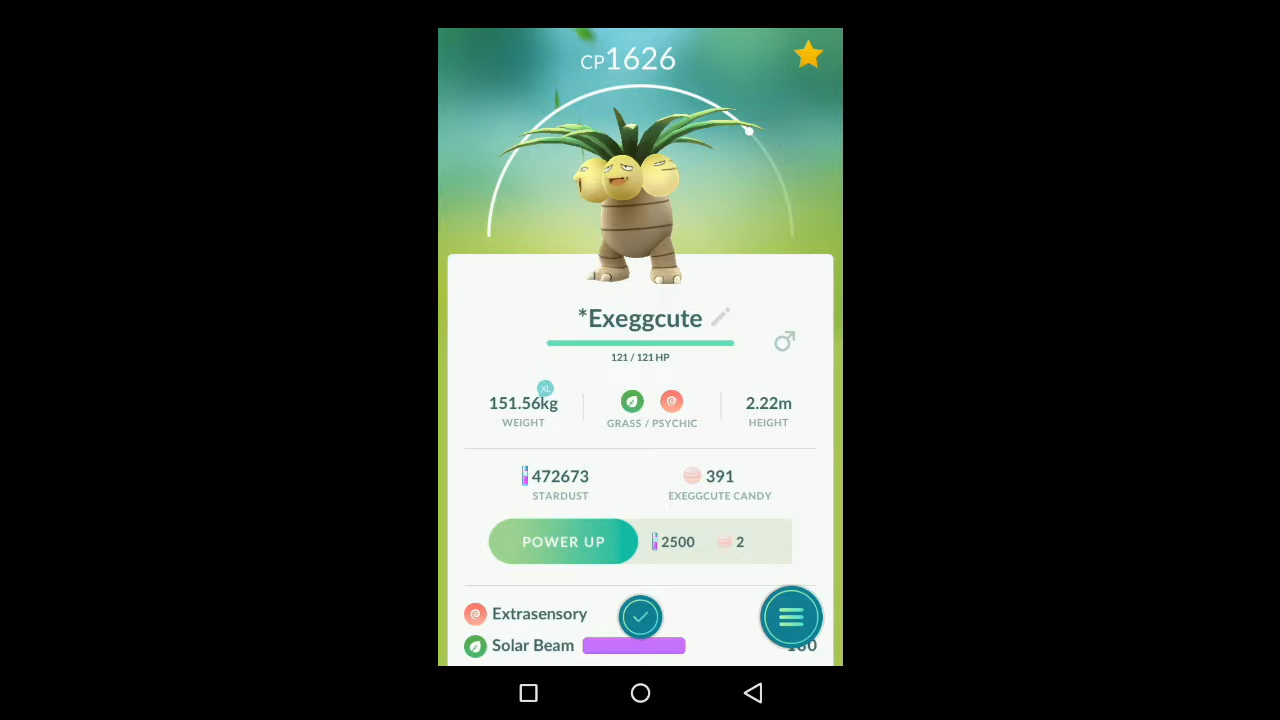 CP1626
*Exeggcute
121 / 121 HP
XL
151.56kg
WEIGHT
GRASS / PSYCHIC
2.22m
HEIGHT
472673
STARDUST
391
EXEGGCUTE CANDY
POWER UP 2500 2
Extrasensory
Solar Beam 180